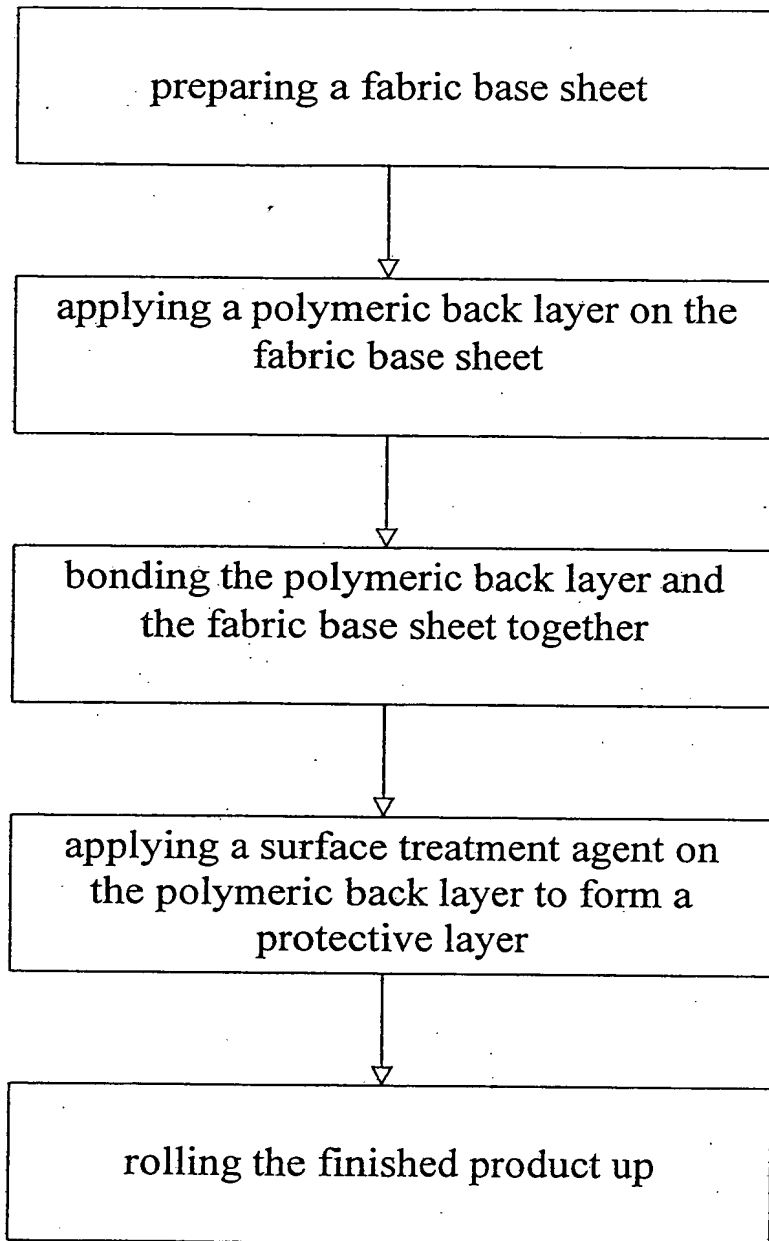 preparing a fabric base sheet
applying a polymeric back layer on the
fabric base sheet
bonding the polymeric back layer and
the fabric base sheet together
applying a surface treatment agent on
the polymeric back layer to form a
protective layer
rolling the finished product up